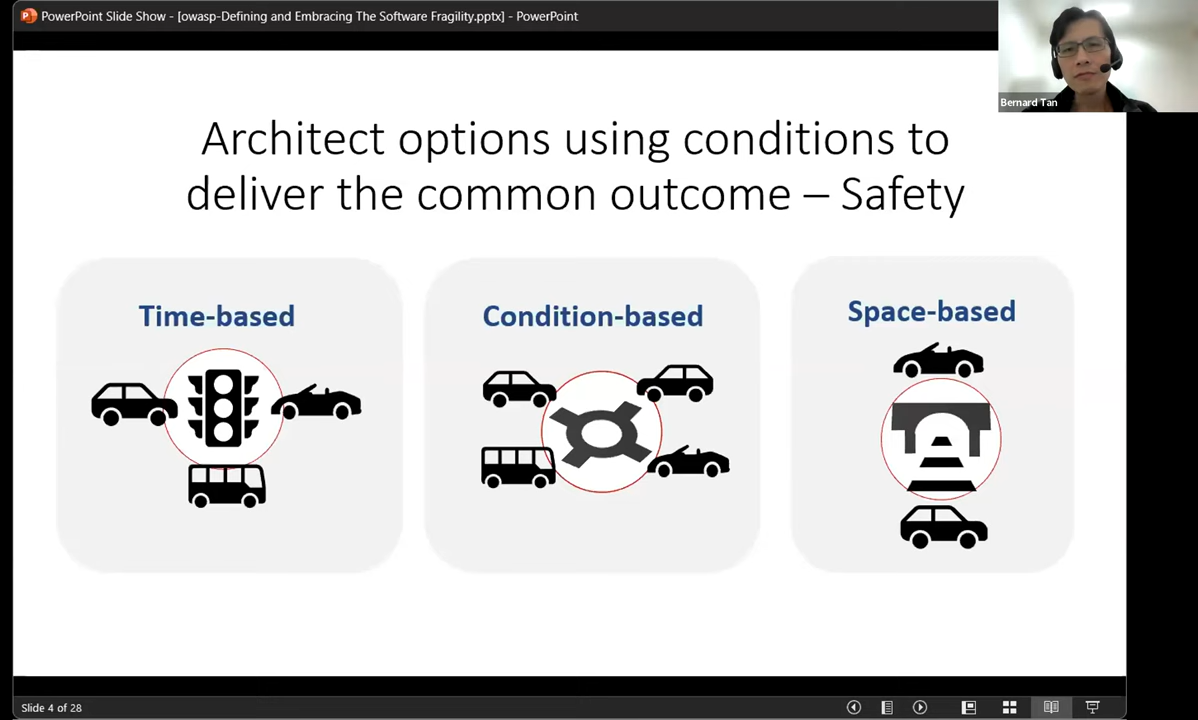 PowerPoint Slide Show - [owasp-Defining and Embracing The Software Fragility.pptx] - PowerPoint
Bernard Tan
Architect options using conditions to
deliver the common outcome – Safety
Time-based
Condition-based
Space-based
Slide 4 of 28